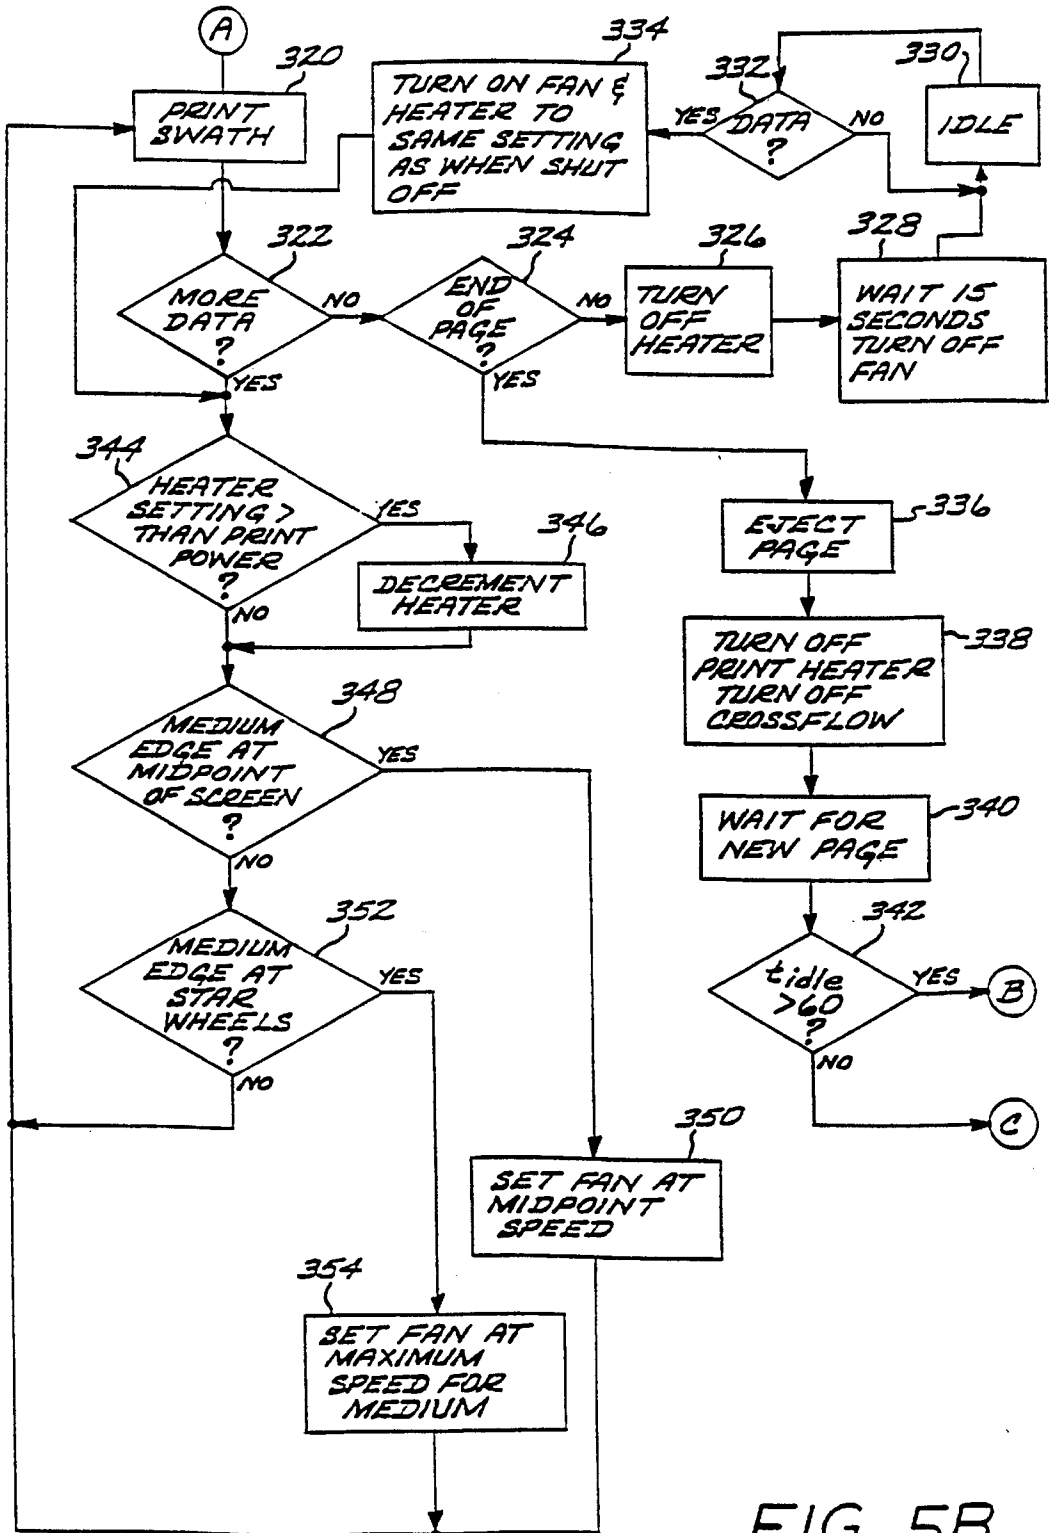 A
320
PRINT
SWATH
334
TURN ON FAN &
HEATER TO
SAME SETTING
AS WHEN SHUT
OFF
332
YES
DATA
?
NO
330
IDLE
322
MORE
DATA
?
NO
YES
324
END
OF
PAGE
?
NO
YES
326
TURN
OFF
HEATER
328
WAIT 15
SECONDS
TURN OFF
FAN
344
HEATER
SETTING >
THAN PRINT
POWER
?
YES
NO
346
DECREMENT
HEATER
336
EJECT
PAGE
338
TURN OFF
PRINT HEATER
TURN OFF
CROSSFLOW
348
MEDIUM
EDGE AT
MIDPOINT
OF SCREEN
?
YES
NO
340
WAIT FOR
NEW PAGE
352
MEDIUM
EDGE AT
STAR
WHEELS
?
YES
NO
342
tidle
>60
?
YES
B
NO
C
350
SET FAN AT
MIDPOINT
SPEED
354
SET FAN AT
MAXIMUM
SPEED FOR
MEDIUM
FIG. 5B